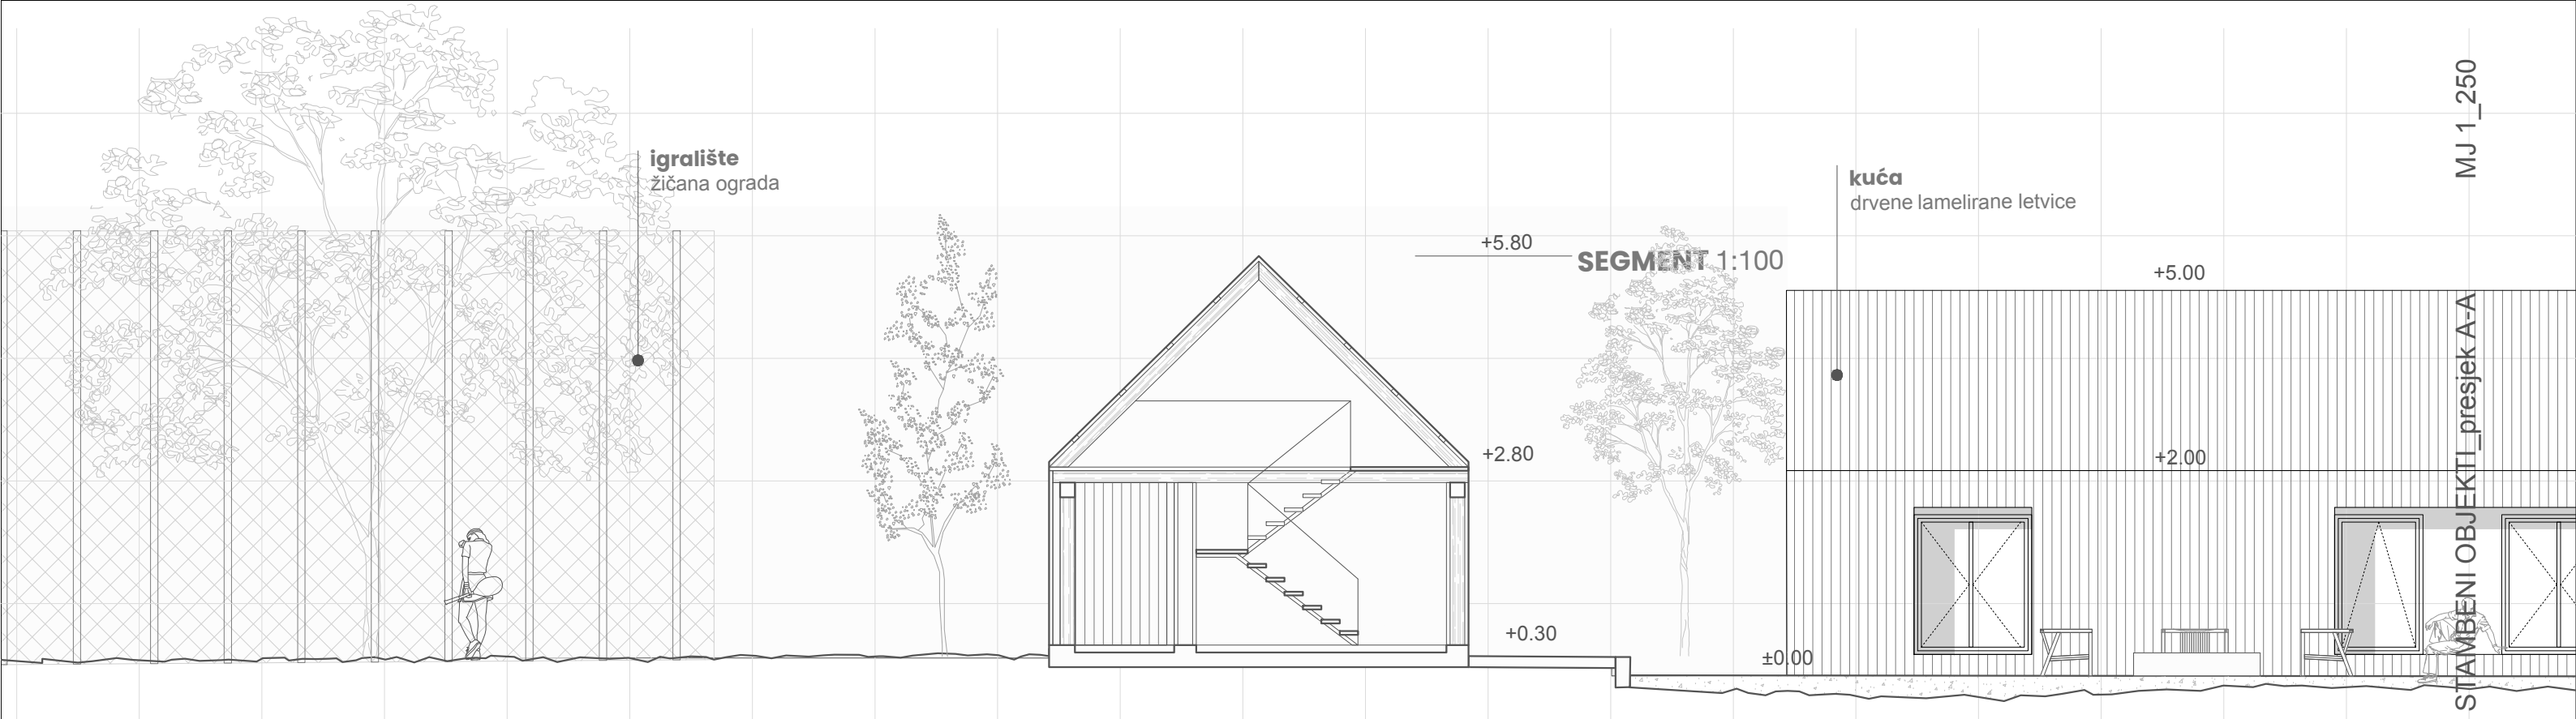 igralište
žičana ograda
+5.80
SEGMENT 1:100
+2.80
+0.30
±0.00
kuća
drvene lamelirane letvice
+5.00
+2.00
STAMBENI OBJEKTI_presjek A-A
MJ 1_250